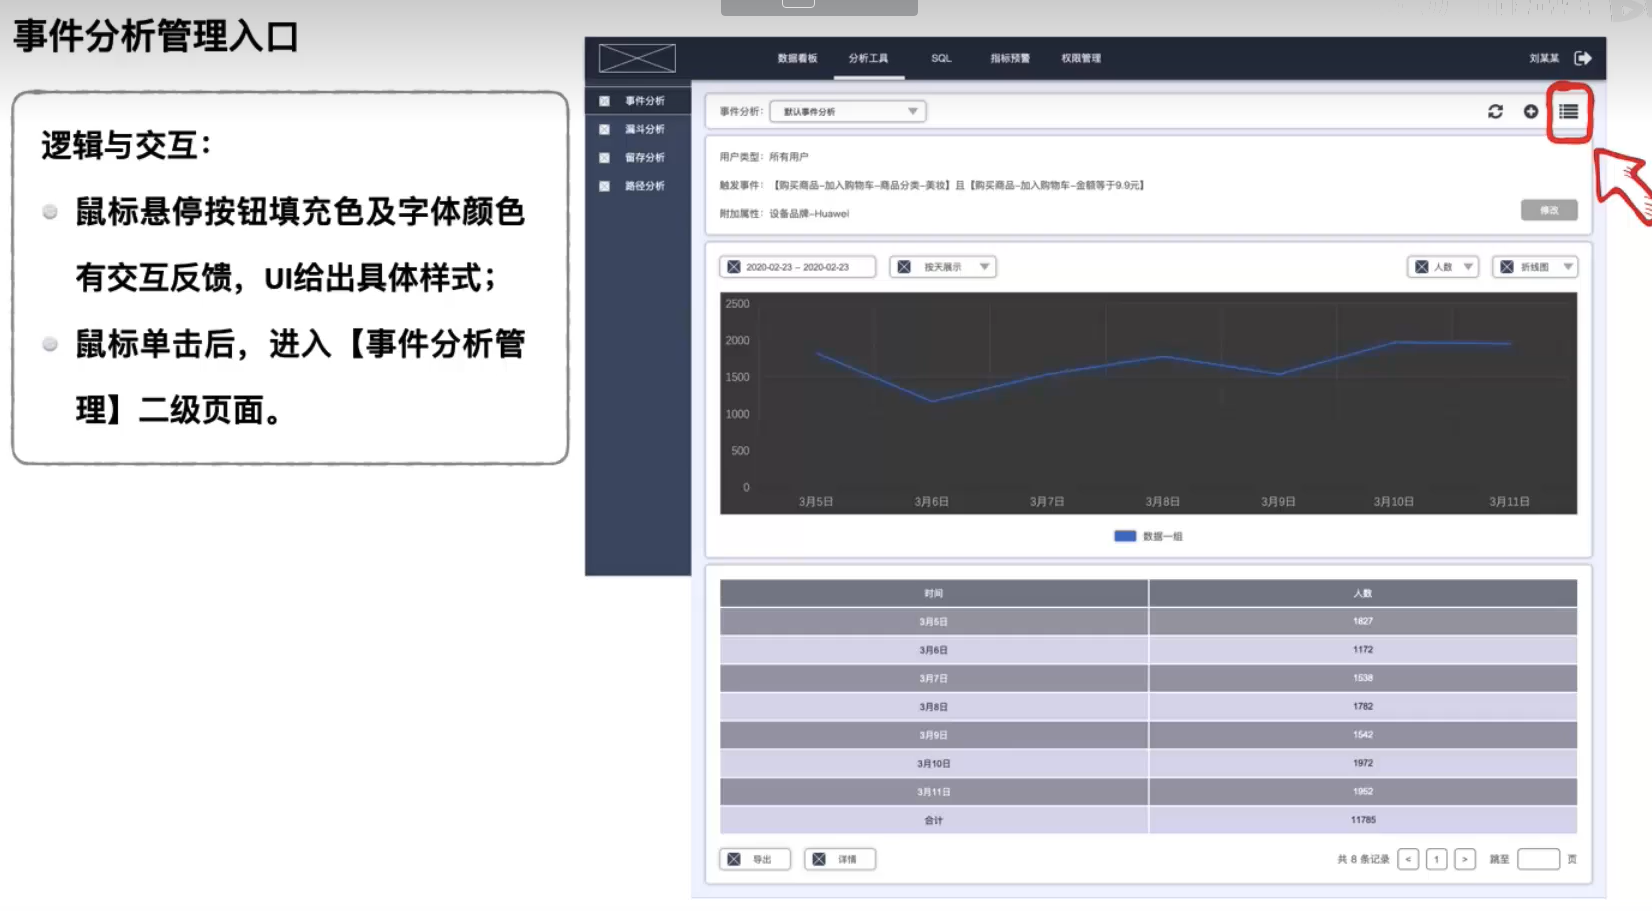 事件分析管理入口
逻辑与交互：
鼠标悬停按钮填充色及字体颜色
有交互反馈，UI给出具体样式；
鼠标单击后，进入【事件分析管
理】二级页面。
数据看板 分析工具 SQL 指标预警 权限管理 刘某某
事件分析
漏斗分析
留存分析
路径分析
事件分析： 默认事件分析
用户类型：所有用户
触发事件：【购买商品-加入购物车-商品分类-美妆】且【购买商品-加入购物车-金额等于9.9元】
附加属性：设备品牌-Huawei
修改
2020-02-23 - 2020-02-23 按天展示 人数 折线图
2500
2000
1500
1000
500
0
3月5日 3月6日 3月7日 3月8日 3月9日 3月10日 3月11日
数据一组
时间 人数
3月5日 1827
3月6日 1172
3月7日 1538
3月8日 1782
3月9日 1542
3月10日 1972
3月11日 1952
合计 11785
导出 详情 共 8 条记录 < 1 > 跳至 页